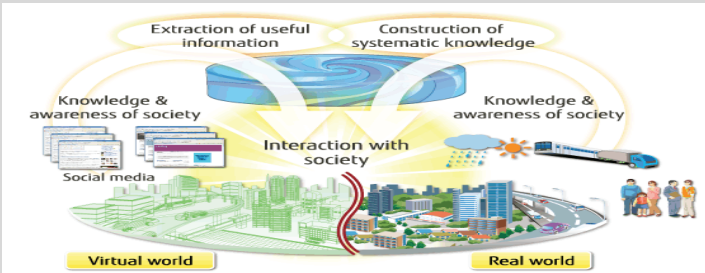 Extraction of useful
information
Construction of
systematic knowledge
Knowledge &
awareness of society
Knowledge &
awareness of society
Interaction with
society
Social media
Virtual world
Real world